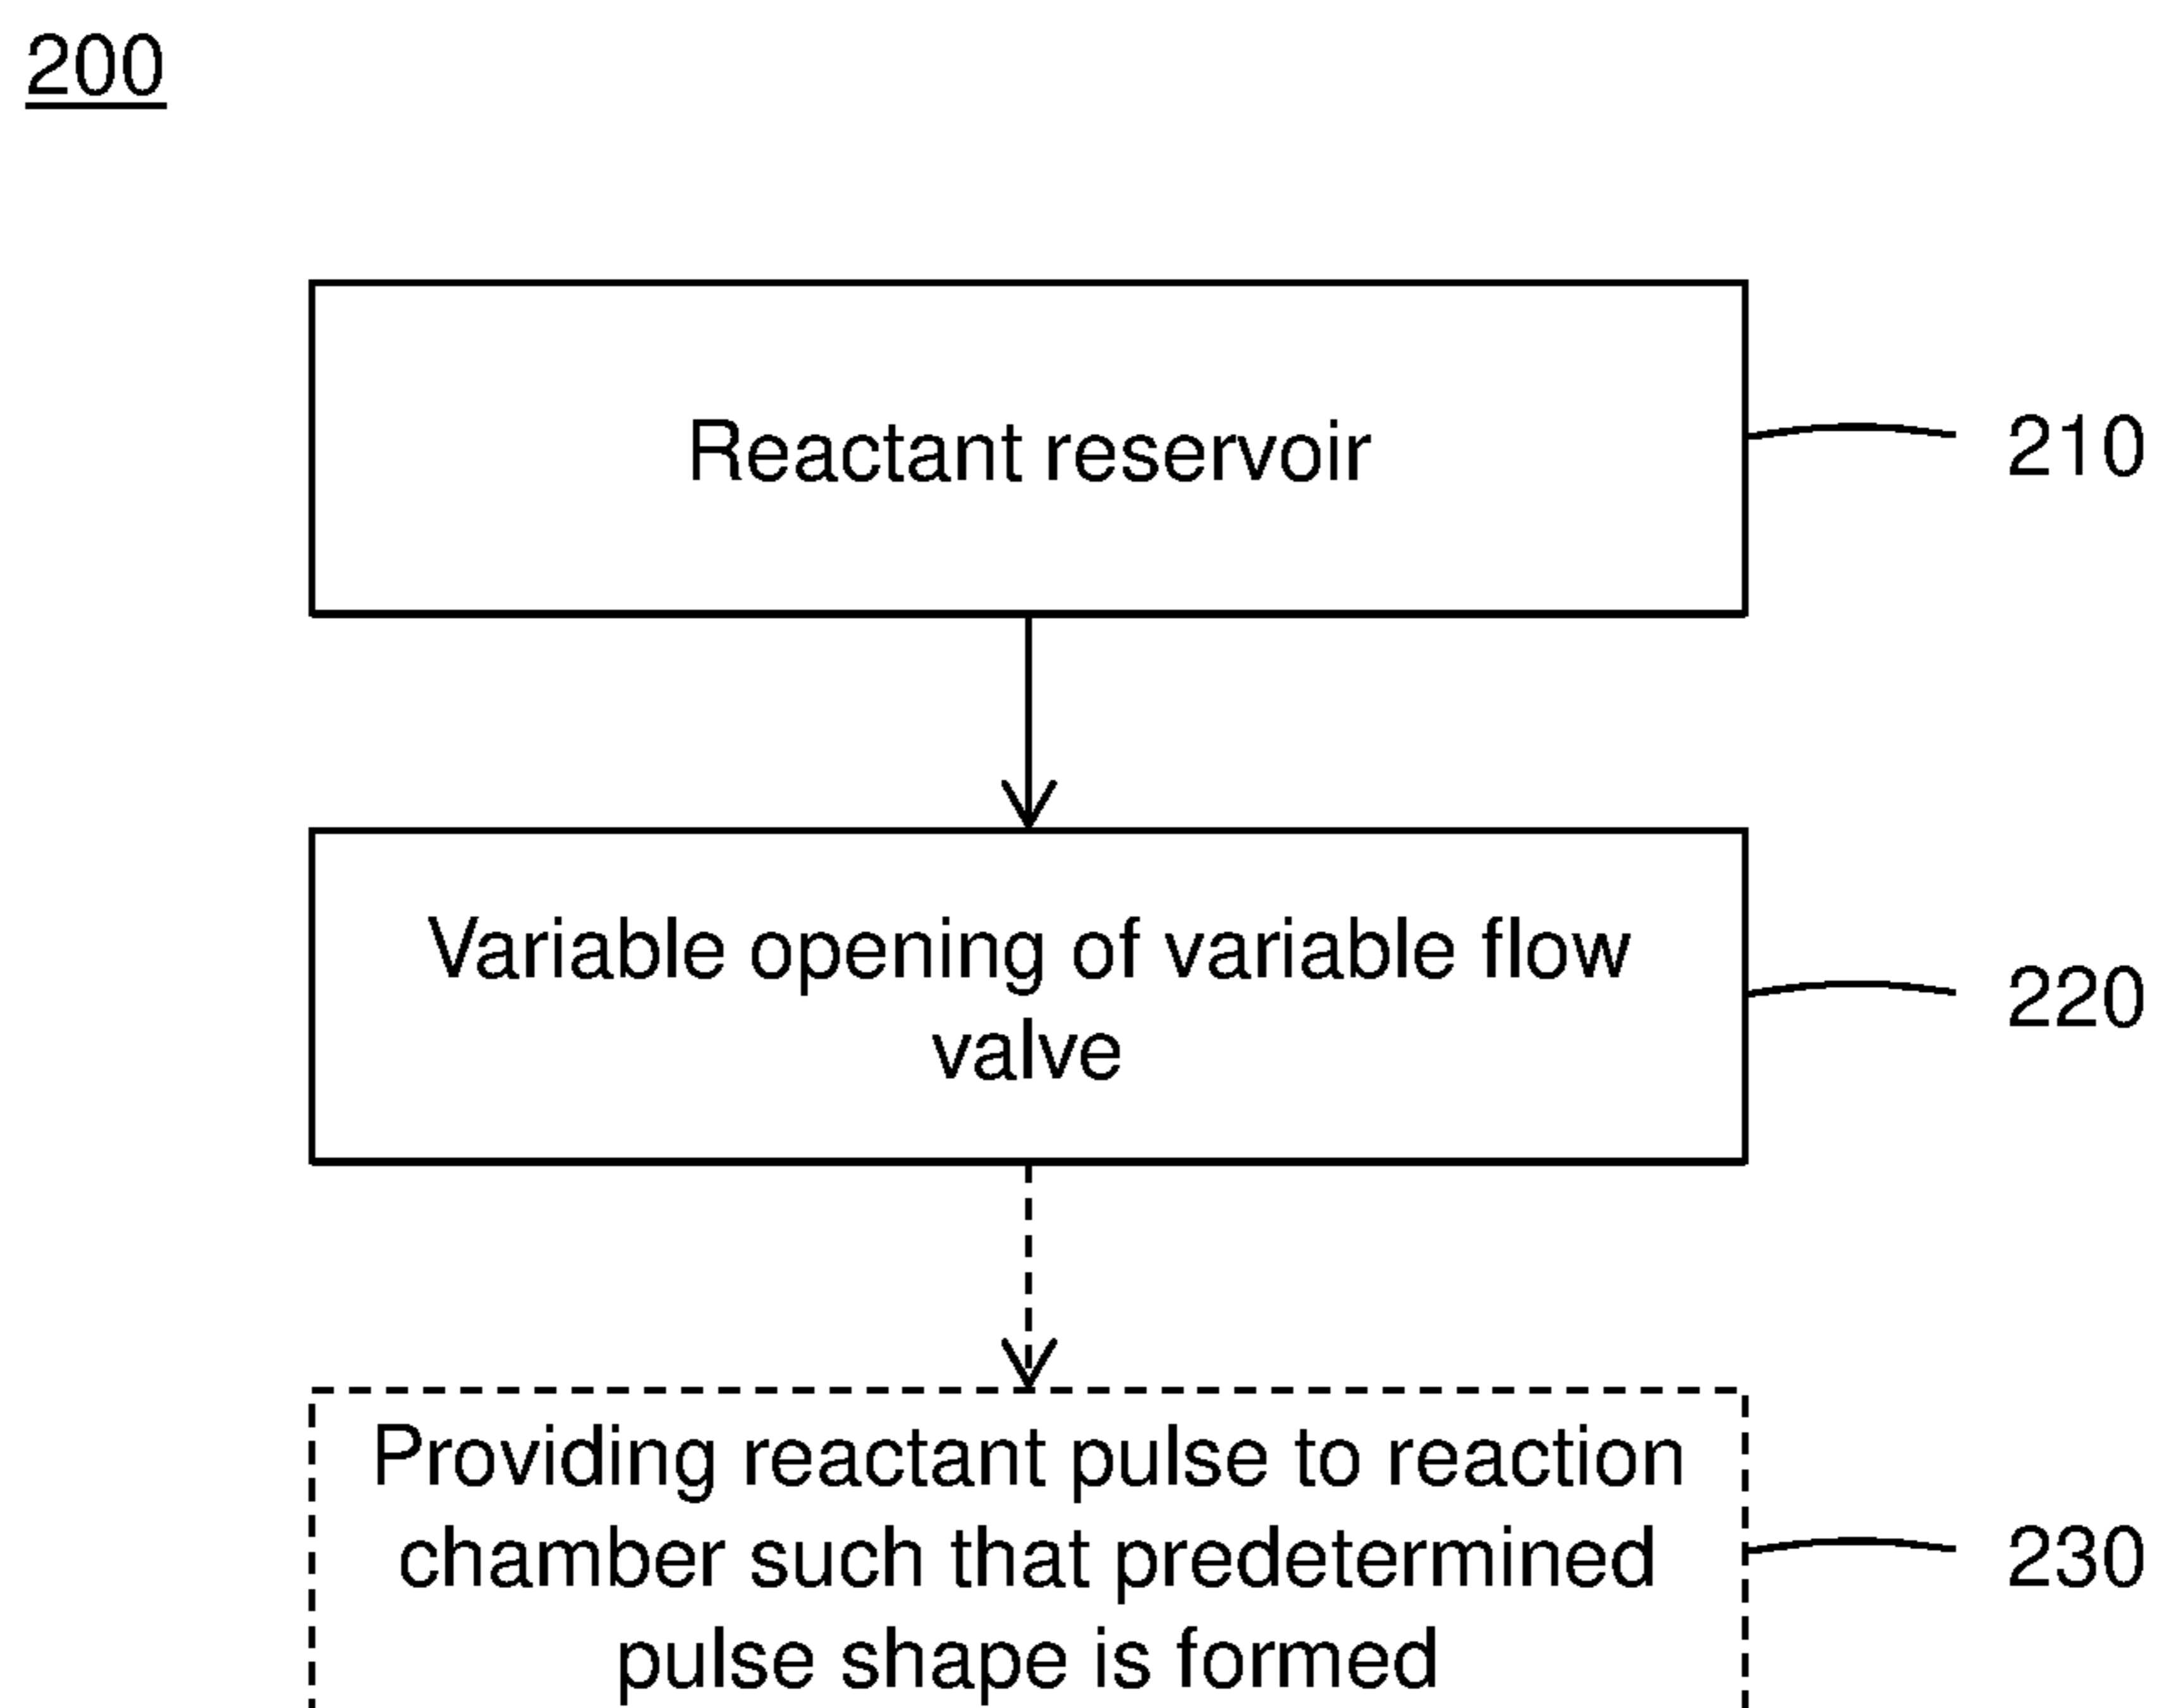 200
Reactant reservoir
210
Variable opening of variable flow
valve
220
Providing reactant pulse to reaction
chamber such that predetermined
pulse shape is formed
230